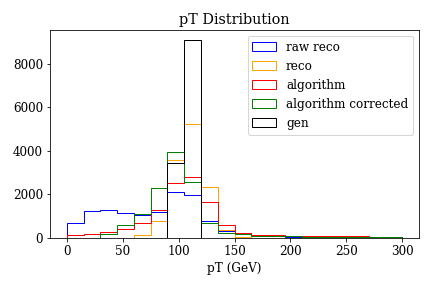 pT Distribution
raw reco
reco
algorithm
algorithm corrected
gen
8000
6000
4000
2000
0
0 50 100 150 200 250 300
pT (GeV)